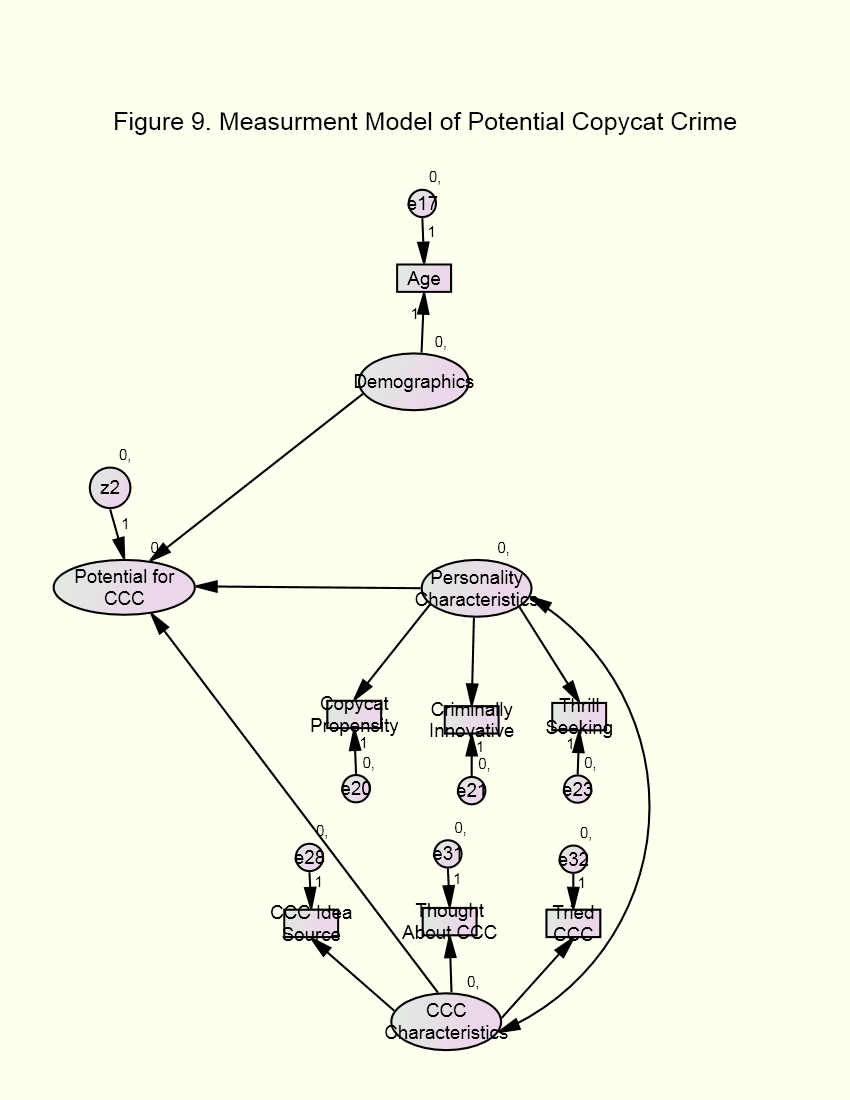 Figure 9. Measurment Model of Potential Copycat Crime
0,
e17
1
Age
1
0,
Demographics
0,
z2
1
0,
Potential for
CCC
0,
Personality
Characteristics
Copycat
Propensity
Criminally
Innovative
Thrill
Seeking
1
1
1
0,
0,
0,
e20
e21
e23
0,
0,
0,
e28
e31
e32
1
1
1
CCC Idea
Source
Thought
About CCC
Tried
CCC
0,
CCC
Characteristics